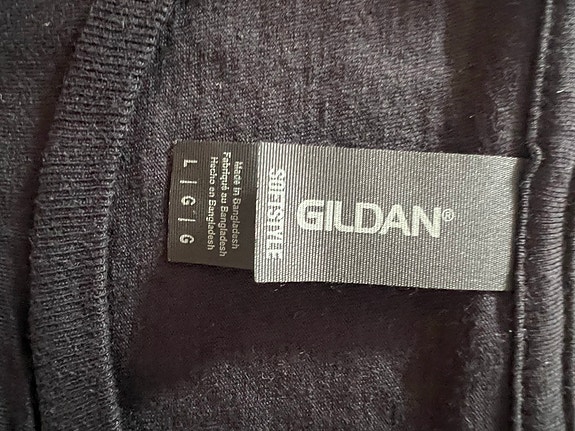 GILDAN®
SOFTSTYLE
Made in Bangladesh
Fabriqué au Bangladesh
Hecho en Bangladesh
L | G | G